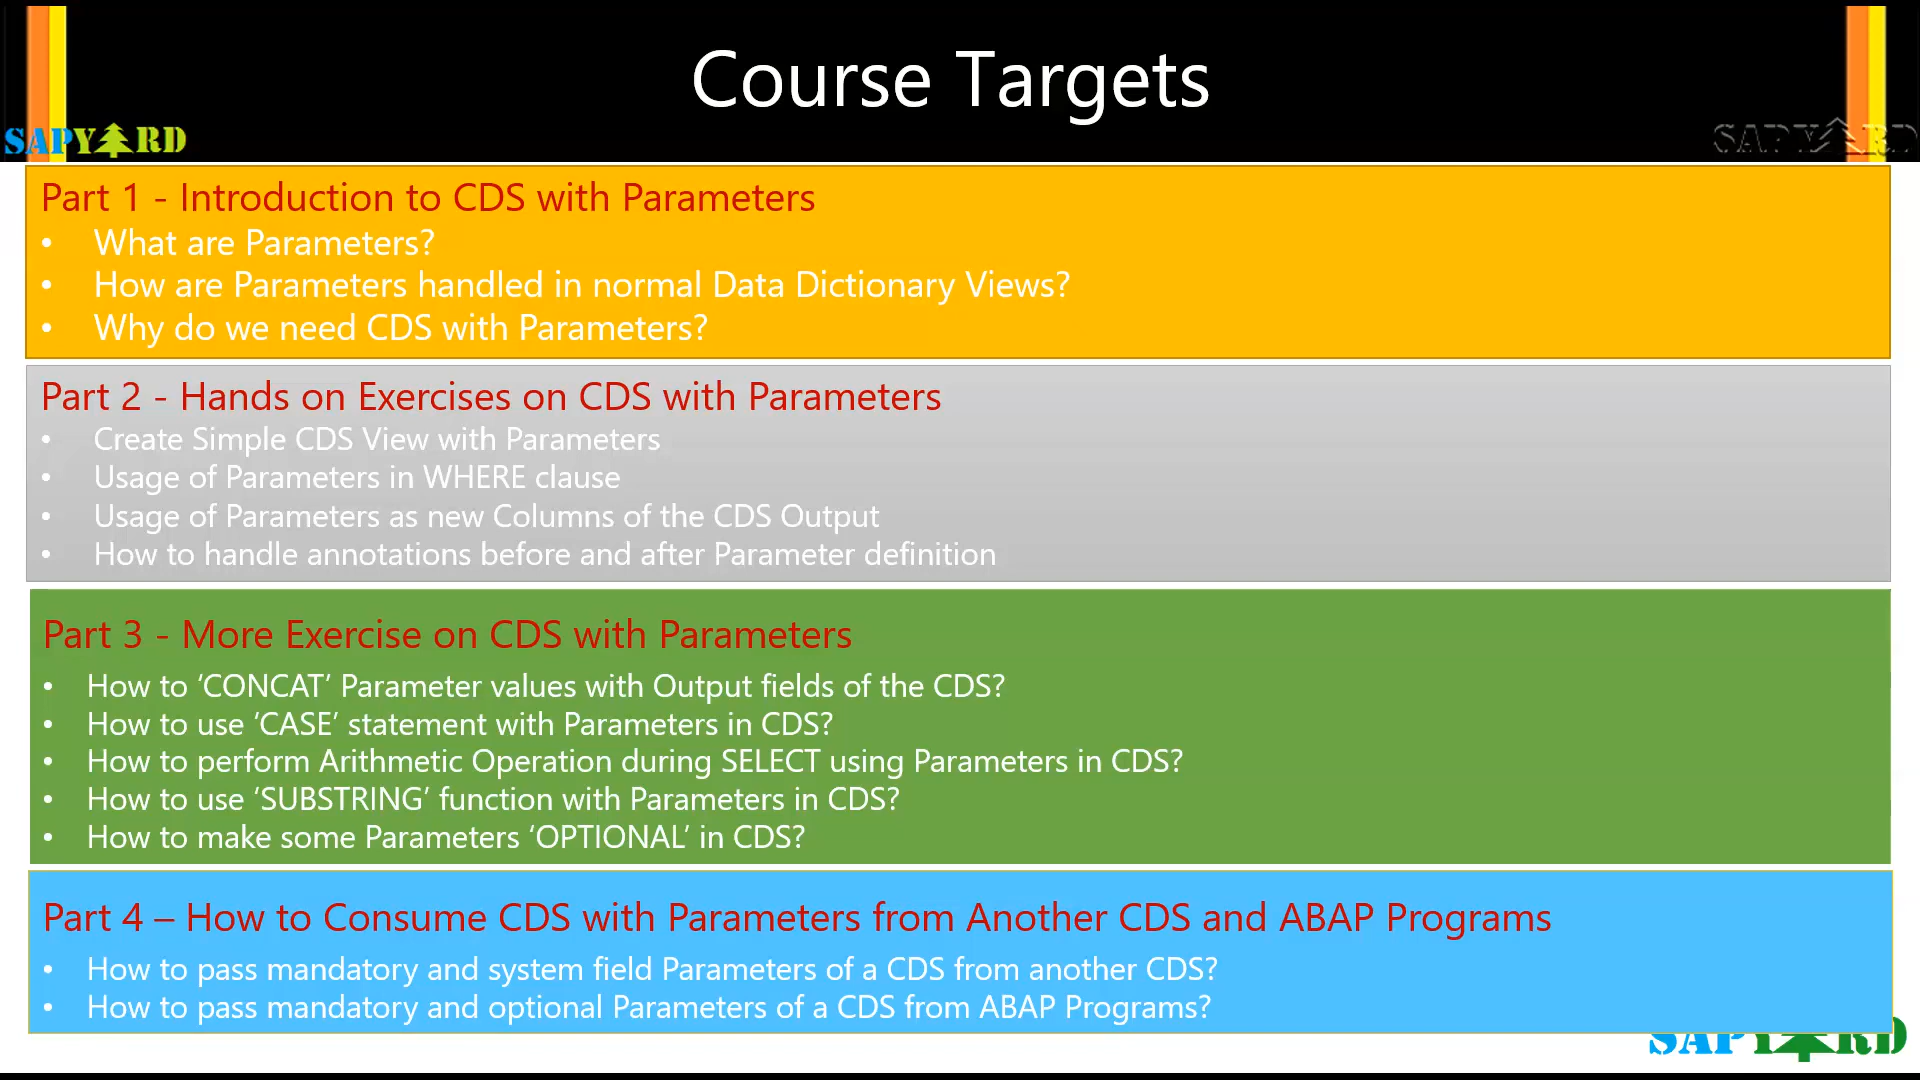 Course Targets
SAPYARD
SAPYARD
Part 1 - Introduction to CDS with Parameters
• What are Parameters?
• How are Parameters handled in normal Data Dictionary Views?
• Why do we need CDS with Parameters?
Part 2 - Hands on Exercises on CDS with Parameters
• Create Simple CDS View with Parameters
• Usage of Parameters in WHERE clause
• Usage of Parameters as new Columns of the CDS Output
• How to handle annotations before and after Parameter definition
Part 3 - More Exercise on CDS with Parameters
• How to ‘CONCAT’ Parameter values with Output fields of the CDS?
• How to use ‘CASE’ statement with Parameters in CDS?
• How to perform Arithmetic Operation during SELECT using Parameters in CDS?
• How to use ‘SUBSTRING’ function with Parameters in CDS?
• How to make some Parameters ‘OPTIONAL’ in CDS?
Part 4 – How to Consume CDS with Parameters from Another CDS and ABAP Programs
• How to pass mandatory and system field Parameters of a CDS from another CDS?
• How to pass mandatory and optional Parameters of a CDS from ABAP Programs?
SAPYARD